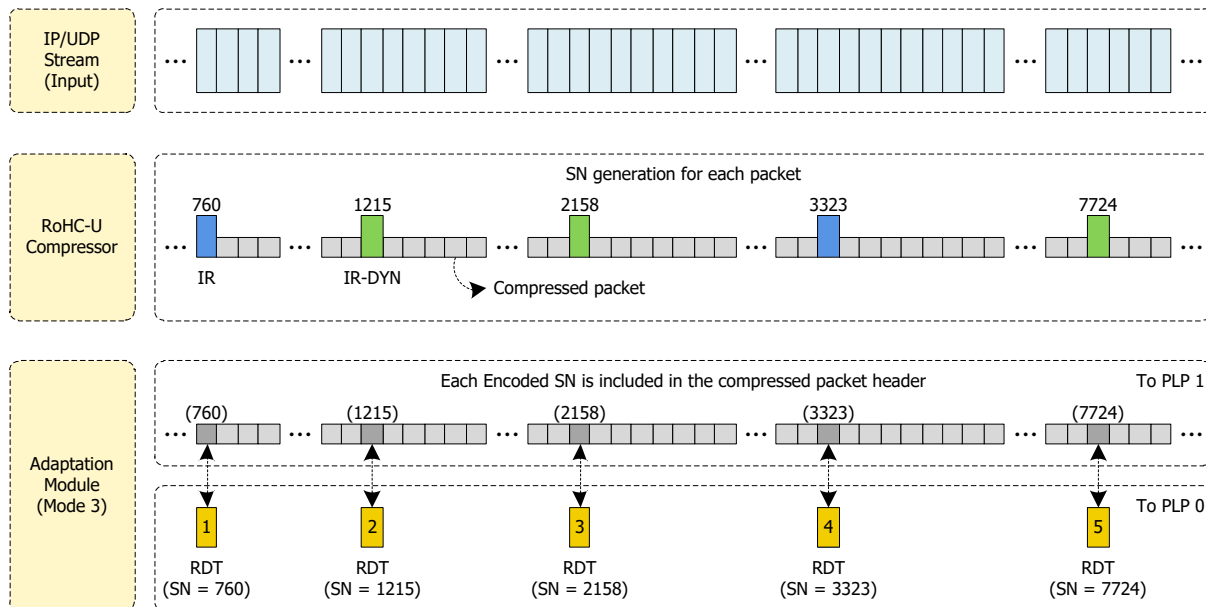 IP/UDP
Stream
(Input)
... ... ... ... ... ...
RoHC-U
Compressor
SN generation for each packet
760 1215 2158 3323 7724
... ... ... ... ... ...
IR IR-DYN
Compressed packet
Adaptation
Module
(Mode 3)
Each Encoded SN is included in the compressed packet header To PLP 1
(760) (1215) (2158) (3323) (7724)
... ... ... ... ... ...
To PLP 0
1 2 3 4 5
RDT RDT RDT RDT RDT
(SN = 760) (SN = 1215) (SN = 2158) (SN = 3323) (SN = 7724)